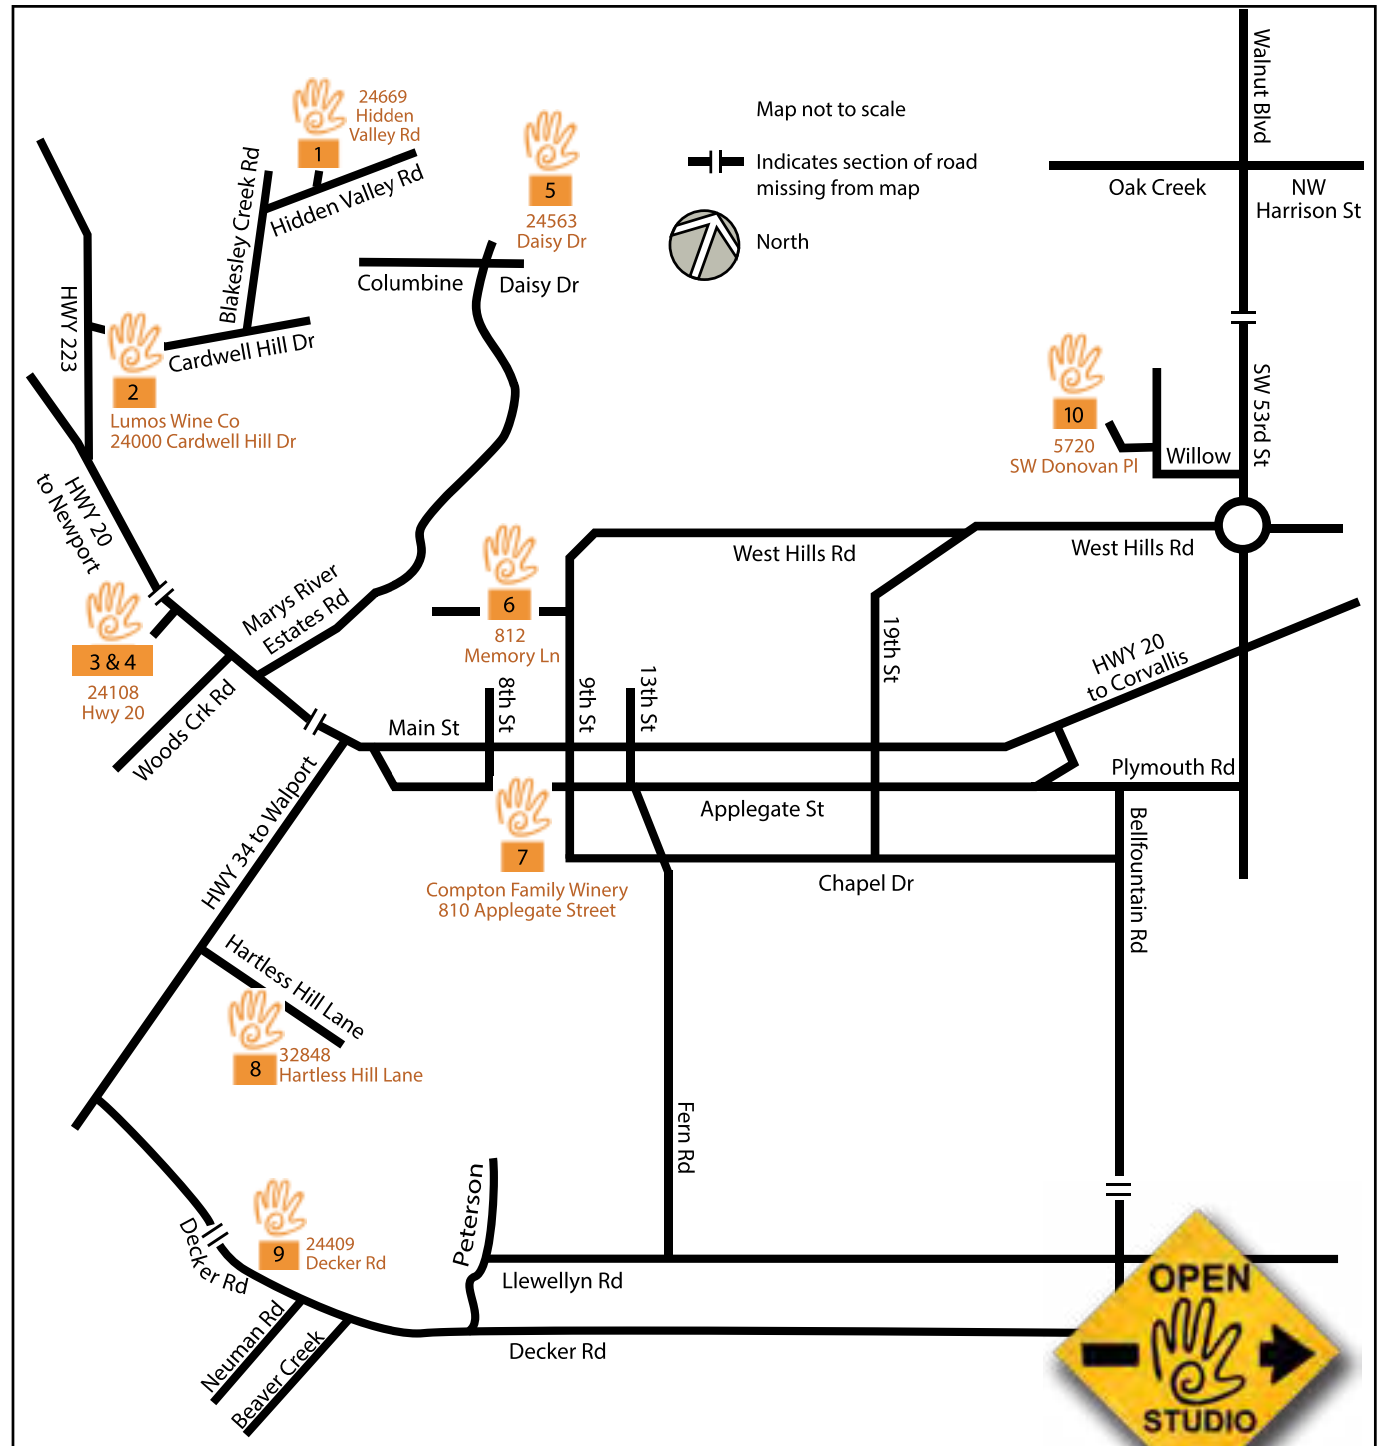 Map not to scale
Indicates section of road
missing from map
North
Walnut Blvd
Oak Creek
NW
Harrison St
24669
Hidden
Valley Rd
1
Blakesley Creek Rd
Hidden Valley Rd
5
24563
Daisy Dr
Columbine
Daisy Dr
HWY 223
Cardwell Hill Dr
2
Lumos Wine Co
24000 Cardwell Hill Dr
SW 53rd St
10
5720
SW Donovan Pl
Willow
HWY 20
to Newport
West Hills Rd
West Hills Rd
Marys River
Estates Rd
6
812
Memory Ln
3 & 4
24108
Hwy 20
Woods Crk Rd
8th St
9th St
13th St
19th St
HWY 20
to Corvallis
Main St
Plymouth Rd
HWY 34 to Walport
Applegate St
7
Compton Family Winery
810 Applegate Street
Chapel Dr
Bellfountain Rd
Hartless Hill Lane
8
32848
Hartless Hill Lane
Fern Rd
Peterson
9
24409
Decker Rd
Decker Rd
Llewellyn Rd
Neuman Rd
Beaver Creek
Decker Rd
OPEN
STUDIO